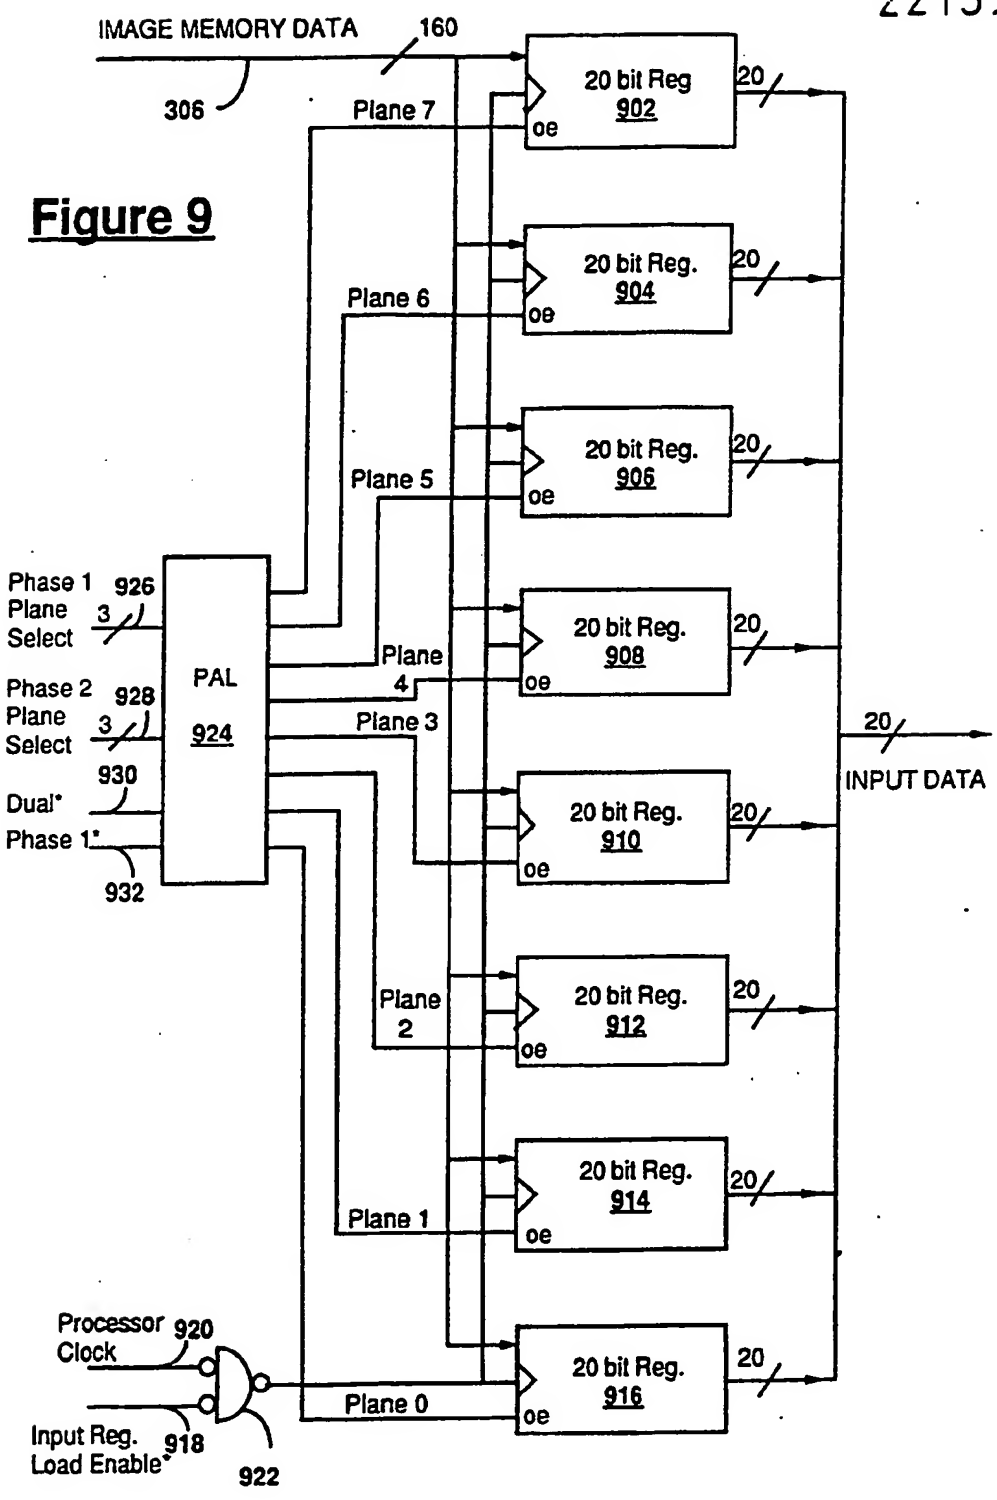 IMAGE MEMORY DATA
160
306
Plane 7
20 bit Reg
902
oe
20
Figure 9
Plane 6
20 bit Reg.
904
oe
20
Plane 5
20 bit Reg.
906
oe
20
Phase 1
Plane
Select
3
926
Phase 2
Plane
Select
3
928
Dual*
930
Phase 1*
932
PAL
924
Plane
4
20 bit Reg.
908
oe
20
Plane 3
20 bit Reg.
910
oe
20
20
INPUT DATA
Plane
2
20 bit Reg.
912
oe
20
Plane 1
20 bit Reg.
914
oe
20
Processor
Clock
920
Input Reg.
Load Enable*
918
922
Plane 0
20 bit Reg.
916
oe
20